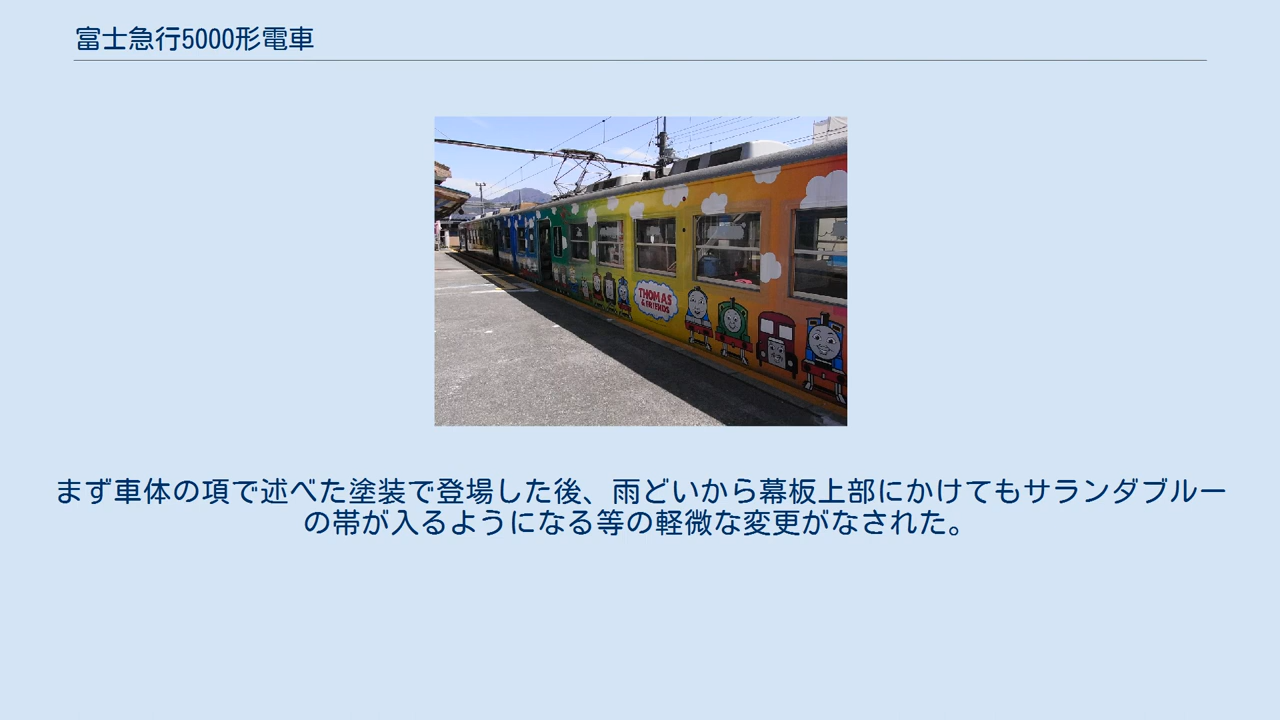 富士急行5000形電車
THOMAS
& FRIENDS
まず車体の項で述べた塗装で登場した後、雨どいから幕板上部にかけてもサランダブルー
の帯が入るようになる等の軽微な変更がなされた。